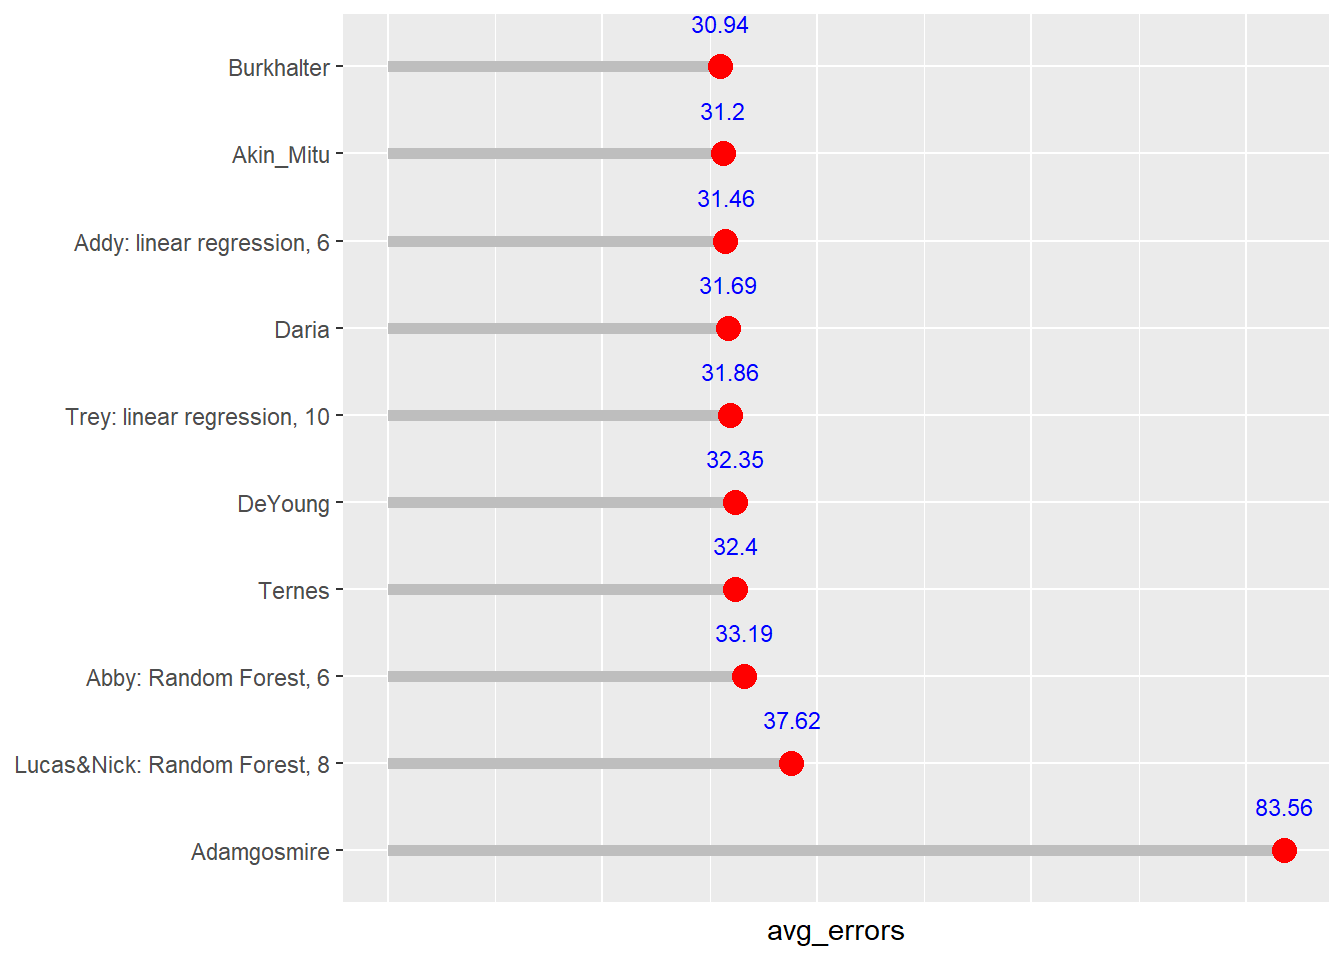 30.94
Burkhalter
31.2
Akin_Mitu
31.46
Addy: linear regression, 6
31.69
Daria
31.86
Trey: linear regression, 10
32.35
DeYoung
32.4
Ternes
33.19
Abby: Random Forest, 6
37.62
Lucas&Nick: Random Forest, 8
83.56
Adamgosmire
avg_errors